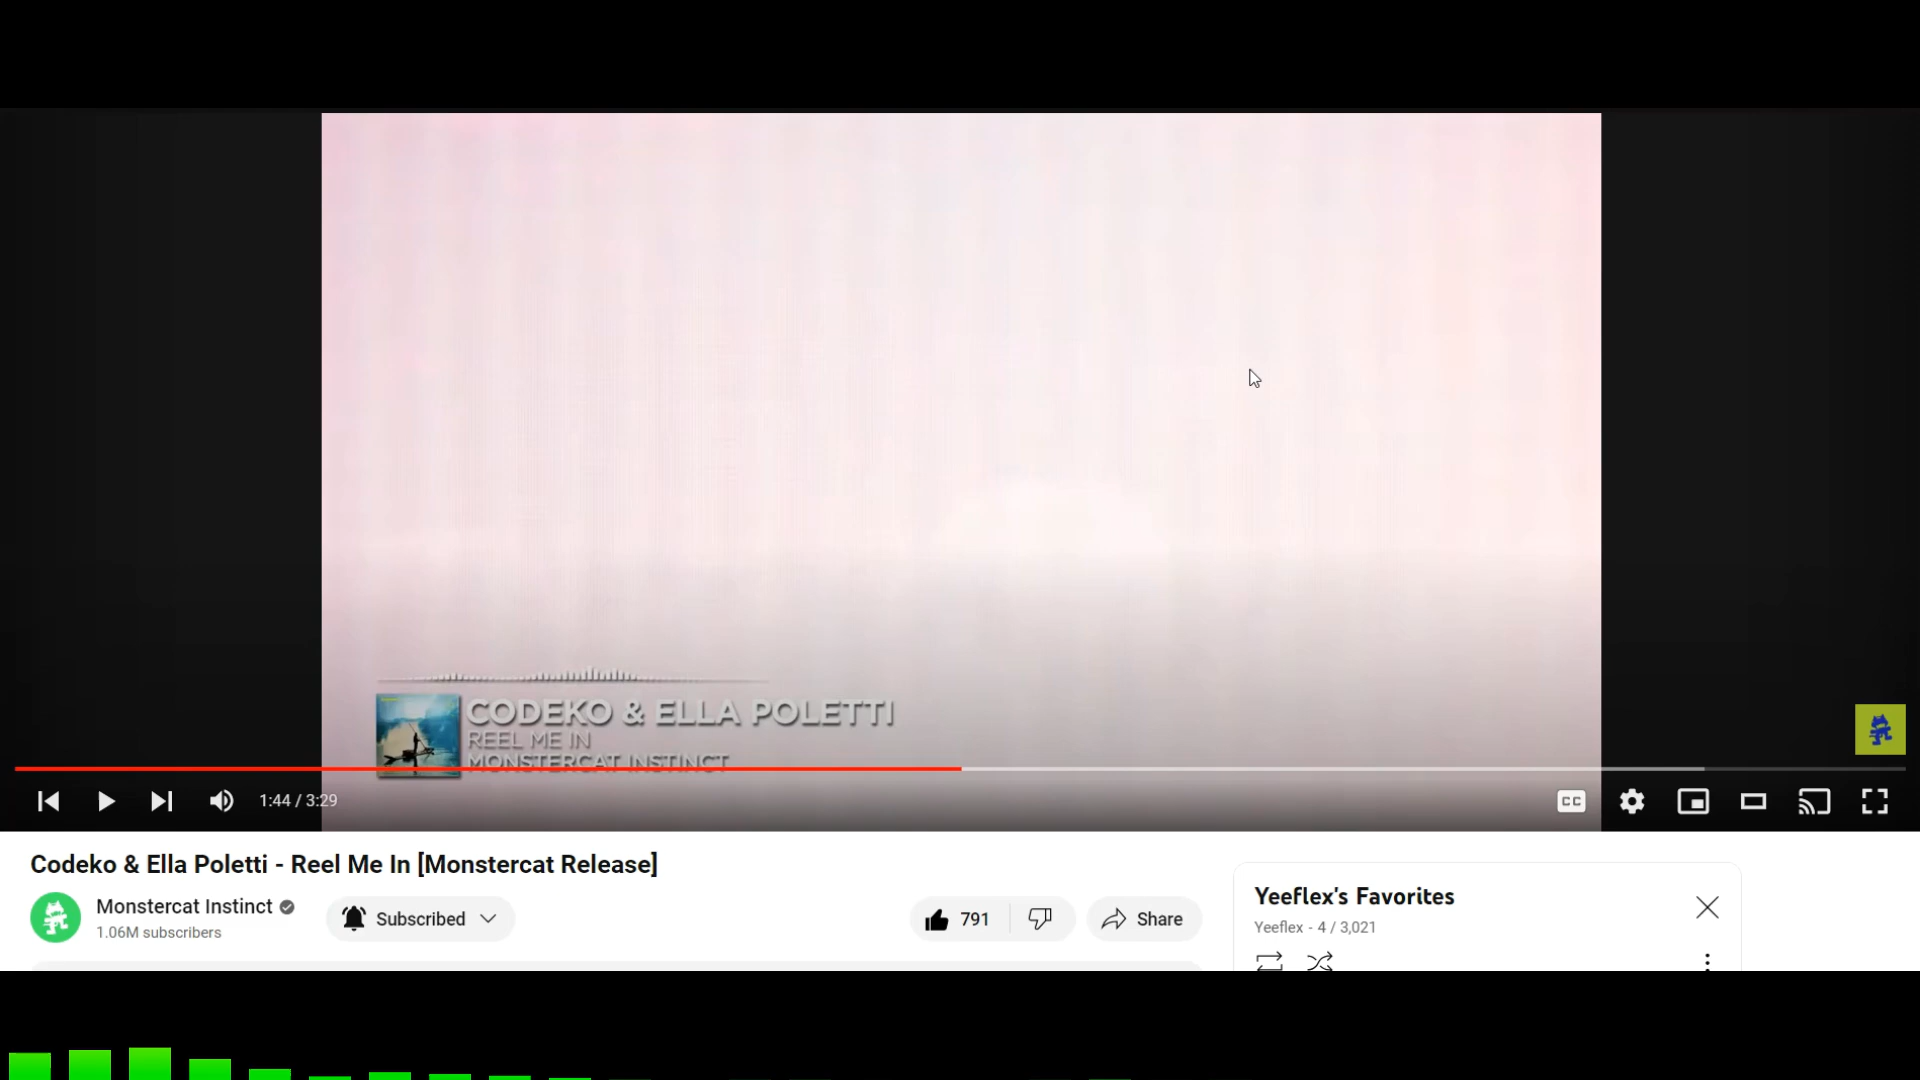 CODEKO & ELLA POLETTI
REEL ME IN
MONSTERCAT INSTINCT
1:44 / 3:29
CC
Codeko & Ella Poletti - Reel Me In [Monstercat Release]
Monstercat Instinct
1.06M subscribers
Subscribed
791
Share
Yeeflex's Favorites
Yeeflex - 4 / 3,021